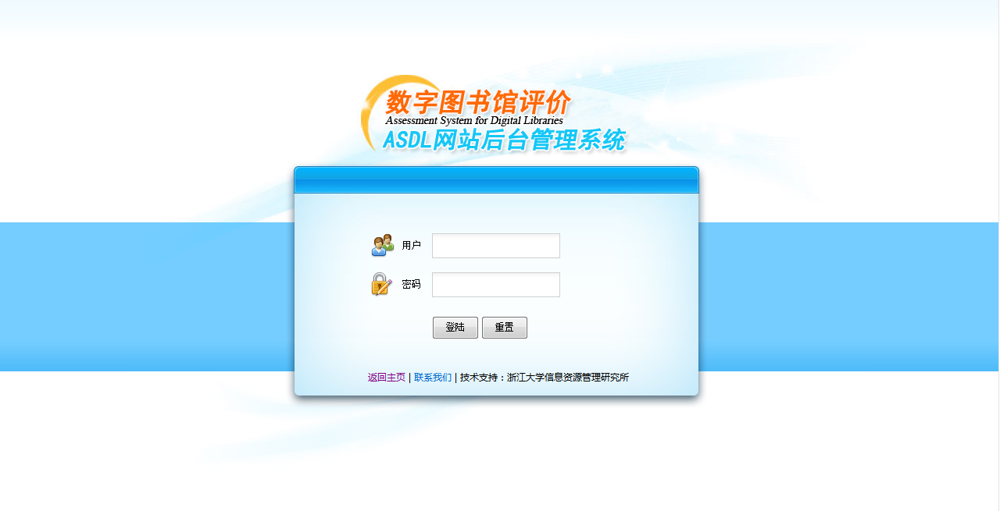 数字图书馆评价
Assessment System for Digital Libraries
ASDL网站后台管理系统
用户
密码
登陆 重置
返回主页 | 联系我们 | 技术支持：浙江大学信息资源管理研究所